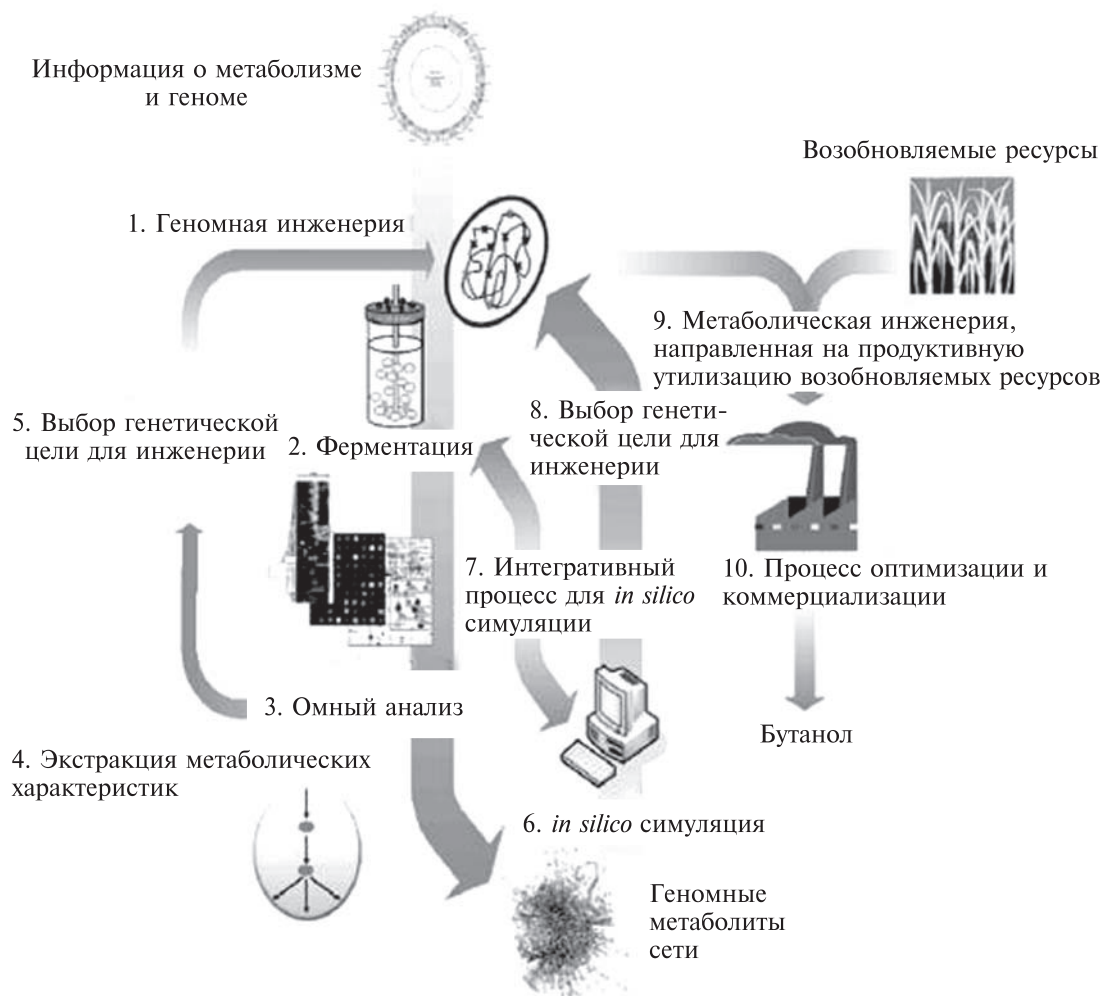 Информация о метаболизме
и геноме
Возобновляемые ресурсы
1. Геномная инженерия
9. Метаболическая инженерия,
направленная на продуктивную
утилизацию возобновляемых ресурсов
5. Выбор генетической
цели для инженерии
2. Ферментация
8. Выбор генети-
ческой цели для
инженерии
7. Интегративный
процесс для in silico
симуляции
10. Процесс оптимизации и
коммерциализации
3. Омный анализ
Бутанол
4. Экстракция метаболических
характеристик
6. in silico симуляция
Геномные
метаболиты
сети